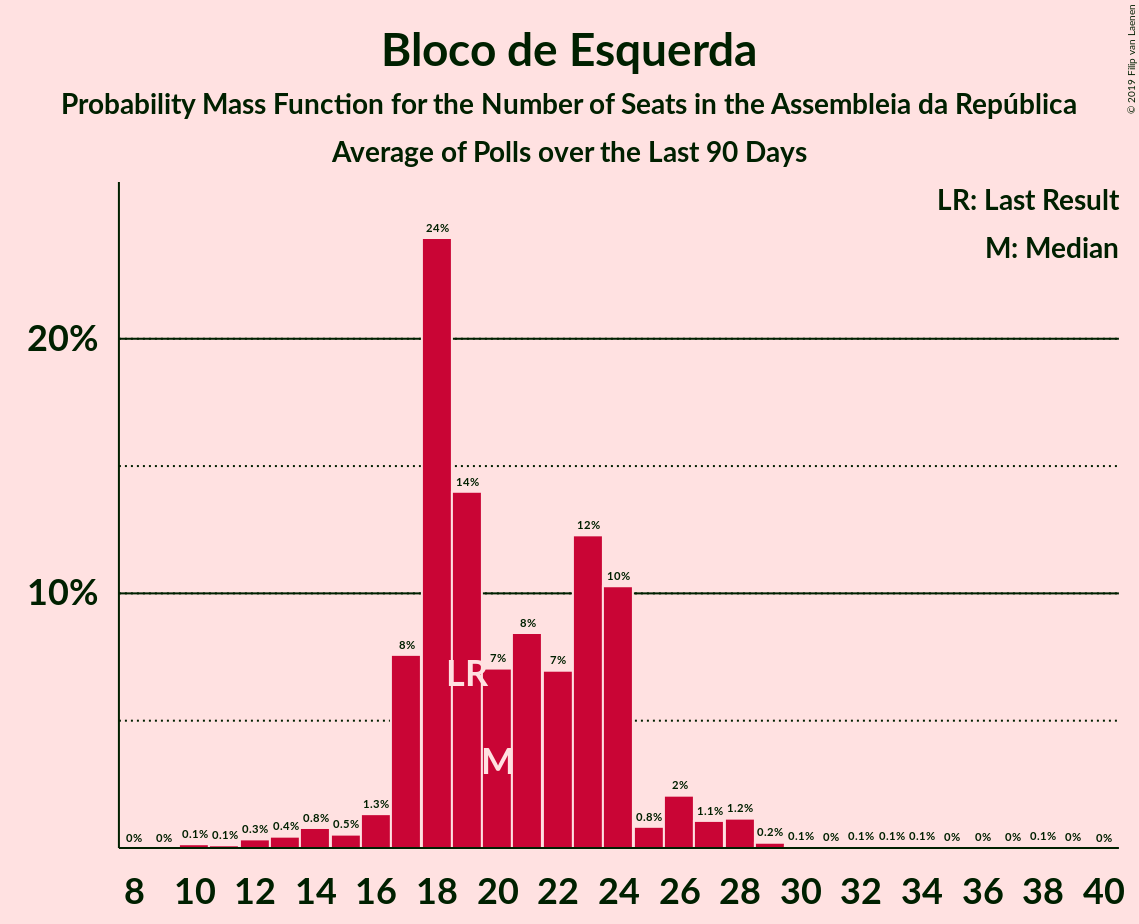 Bloco de Esquerda
Probability Mass Function for the Number of Seats in the Assembleia da República
Average of Polls over the Last 90 Days
© 2019 Filip van Laenen
LR: Last Result
M: Median
20%
10%
0% 0% 0.1% 0.1% 0.3% 0.4% 0.8% 0.5% 1.3% 8% 24% 14% 7% 8% 7% 12% 10% 0.8% 2% 1.1% 1.2% 0.2% 0.1% 0% 0.1% 0.1% 0.1% 0% 0% 0% 0.1% 0% 0%
LR
M
8 10 12 14 16 18 20 22 24 26 28 30 32 34 36 38 40